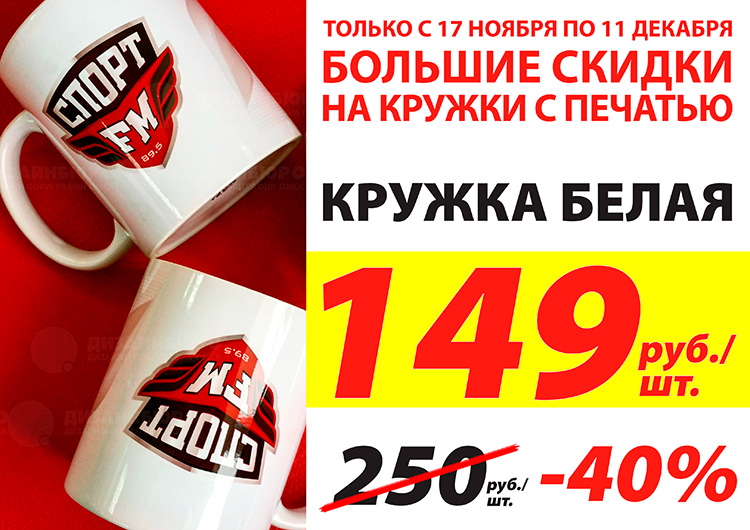 ТОЛЬКО С 17 НОЯБРЯ ПО 11 ДЕКАБРЯ
БОЛЬШИЕ СКИДКИ
НА КРУЖКИ С ПЕЧАТЬЮ
КРУЖКА БЕЛАЯ
149 руб./
шт.
250 руб./
шт.
-40%
СПОРТ
FM
89.5
СПОРТ
FM
89.5